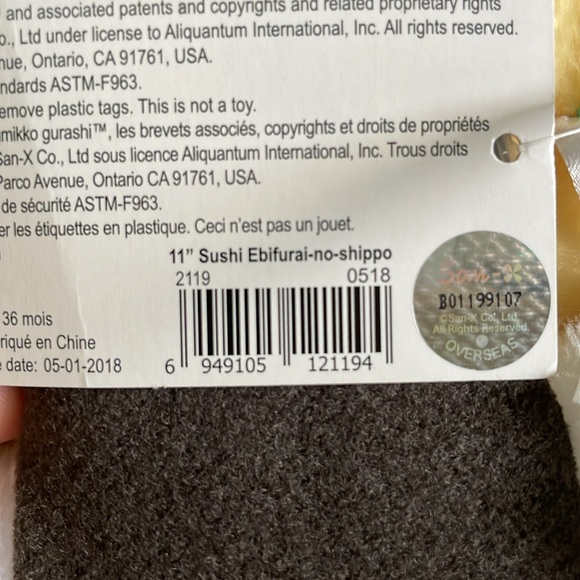 and associated patents and copyrights and related proprietary rights
o., Ltd under license to Aliquantum International, Inc. All rights reserved.
nue, Ontario, CA 91761, USA.
ndards ASTM-F963.
emove plastic tags. This is not a toy.
mikko gurashi™, les brevets associés, copyrights et droits de propriétés
San-X Co., Ltd sous licence Aliquantum International, Inc. Trous droits
Parco Avenue, Ontario CA 91761, USA.
de sécurité ASTM-F963.
er les étiquettes en plastique. Ceci n'est pas un jouet.
11” Sushi Ebifurai-no-shippo
2119 0518
36 mois
riqué en Chine
date: 05-01-2018
6 949105 121194
San-X
B01199107
©San-X Co., Ltd.
All Rights Reserved.
OVERSEAS